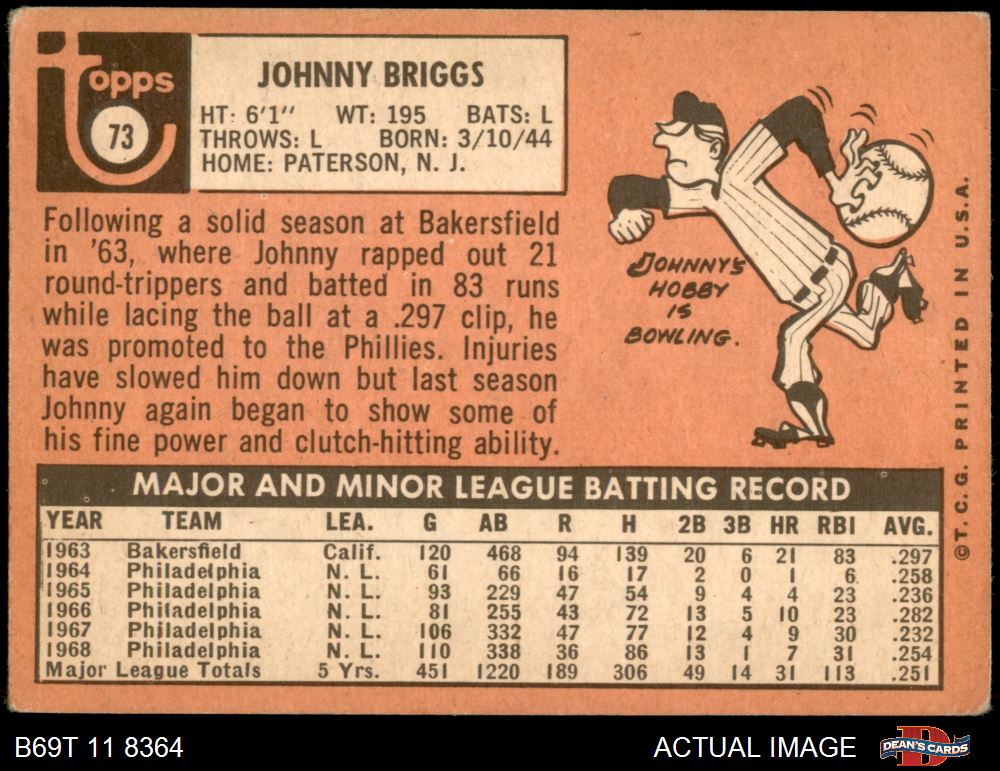 topps
73
JOHNNY BRIGGS
HT: 6'1" WT: 195 BATS: L
THROWS: L BORN: 3/10/44
HOME: PATERSON, N. J.
Following a solid season at Bakersfield
in '63, where Johnny rapped out 21
round-trippers and batted in 83 runs
while lacing the ball at a .297 clip, he
was promoted to the Phillies. Injuries
have slowed him down but last season
Johnny again began to show some of
his fine power and clutch-hitting ability.
JOHNNY'S
HOBBY
IS
BOWLING.
©T. C. G. PRINTED IN U.S.A.
MAJOR AND MINOR LEAGUE BATTING RECORD
YEAR TEAM LEA. G AB R H 2B 3B HR RBI AVG.
1963 Bakersfield Calif. 120 468 94 139 20 6 21 83 .297
1964 Philadelphia N. L. 61 66 16 17 2 0 1 6 .258
1965 Philadelphia N. L. 93 229 47 54 9 4 4 23 .236
1966 Philadelphia N. L. 81 255 43 72 13 5 10 23 .282
1967 Philadelphia N. L. 106 332 47 77 12 4 9 30 .232
1968 Philadelphia N. L. 110 338 36 86 13 1 7 31 .254
Major League Totals 5 Yrs. 451 1220 189 306 49 14 31 113 .251
B69T 11 8364
ACTUAL IMAGE
DEAN'S CARDS